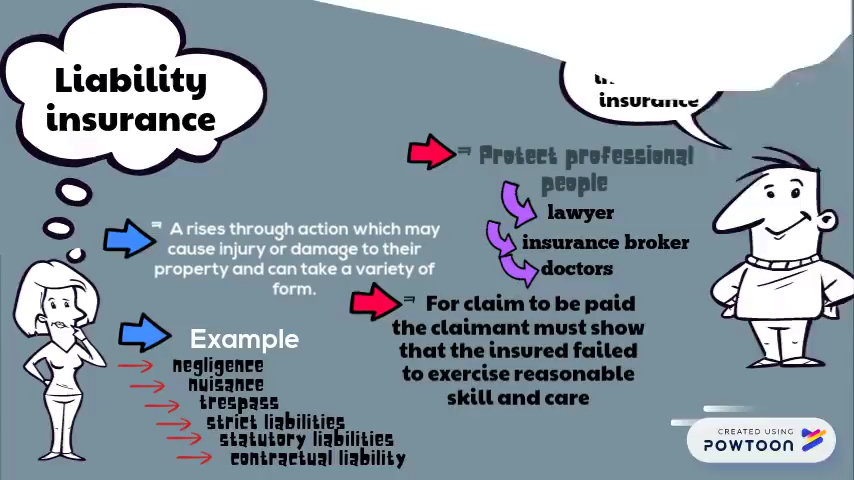 Liability
insurance
insurance
Protect professional
people
lawyer
insurance broker
doctors
A rises through action which may
cause injury or damage to their
property and can take a variety of
form.
For claim to be paid
the claimant must show
that the insured failed
to exercise reasonable
skill and care
Example
negligence
nuisance
trespass
strict liabilities
statutory liabilities
contractual liability
CREATED USING
POWTOON